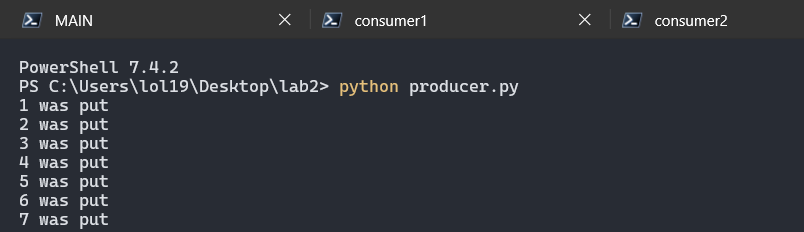 MAIN
consumer1
consumer2
PowerShell 7.4.2
PS C:\Users\lol19\Desktop\lab2> python producer.py
1 was put
2 was put
3 was put
4 was put
5 was put
6 was put
7 was put